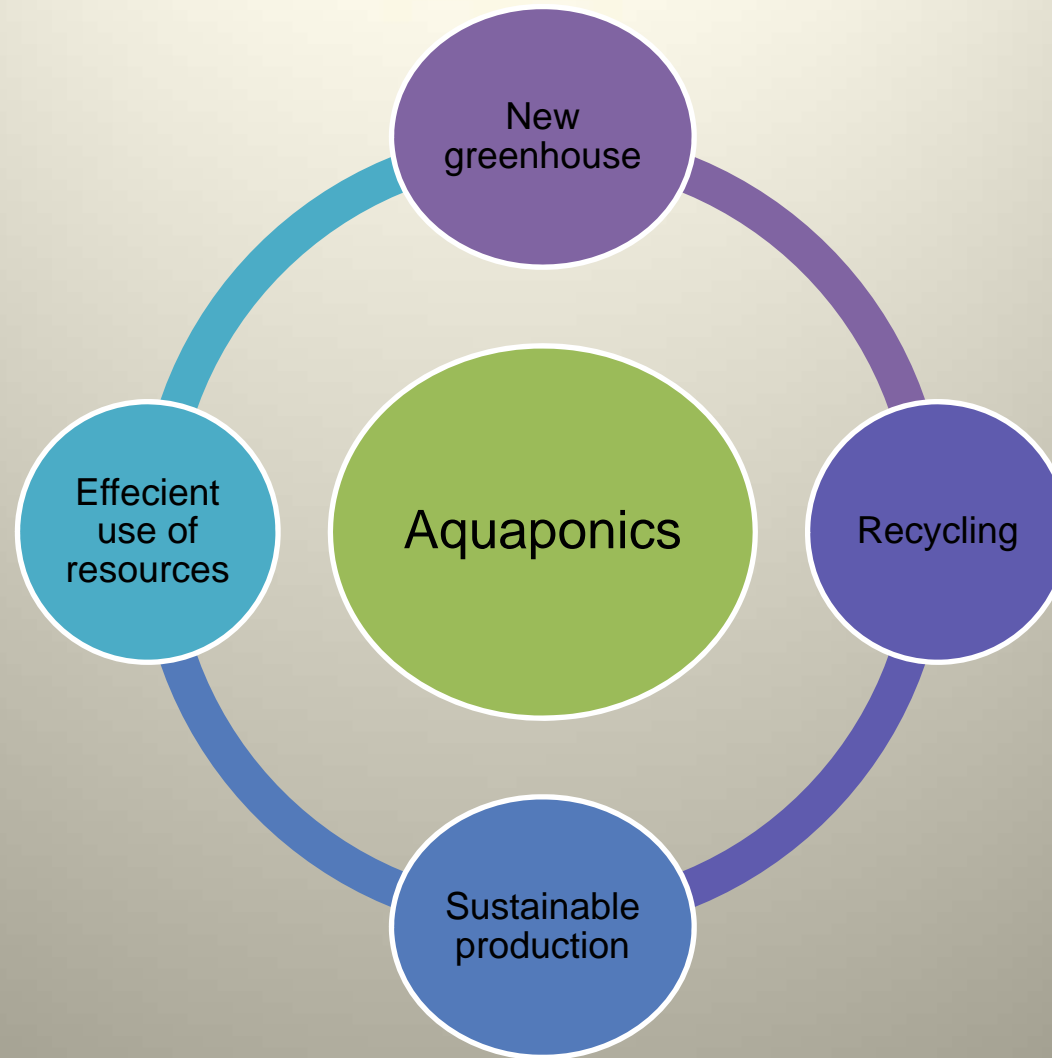 New
greenhouse
Effecient
use of
resources
Aquaponics
Recycling
Sustainable
production